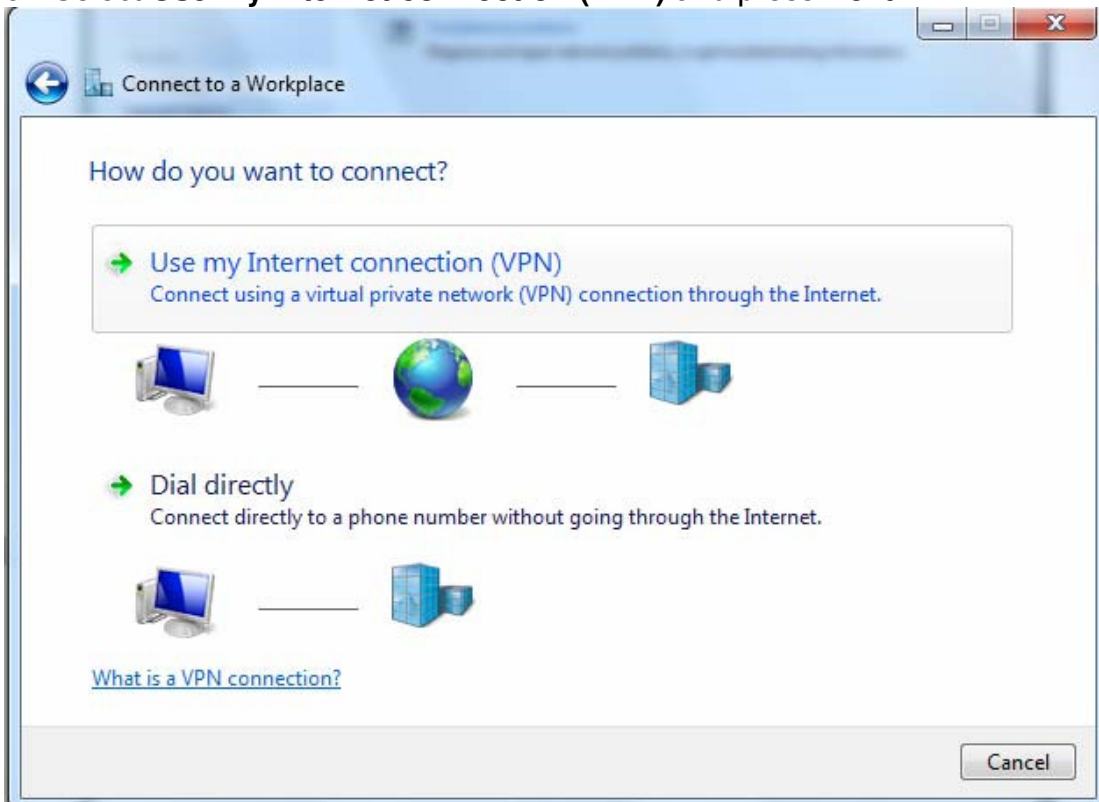 Connect to a Workplace
How do you want to connect?
Use my Internet connection (VPN)
Connect using a virtual private network (VPN) connection through the Internet.
Dial directly
Connect directly to a phone number without going through the Internet.
What is a VPN connection?
Cancel